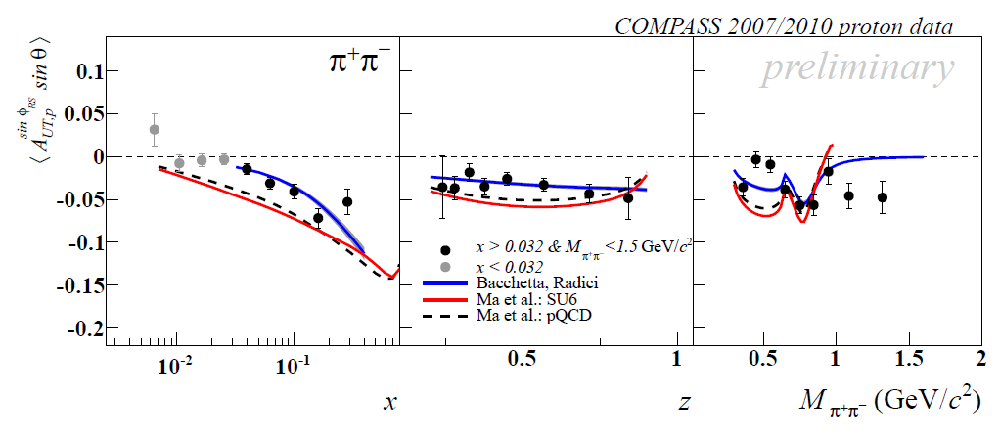 COMPASS 2007/2010 proton data
π⁺π⁻
preliminary
⟨ A_{UT,p}^{sin ϕ_{RS}} sin θ ⟩
0.1
0.05
0
-0.05
-0.1
-0.15
-0.2
x > 0.032 & M_{π⁺π⁻}<1.5 GeV/c²
x < 0.032
Bacchetta, Radici
Ma et al.: SU6
Ma et al.: pQCD
10⁻² 10⁻¹ 0.5 1 0.5 1 1.5 2
x z M_{π⁺π⁻} (GeV/c²)